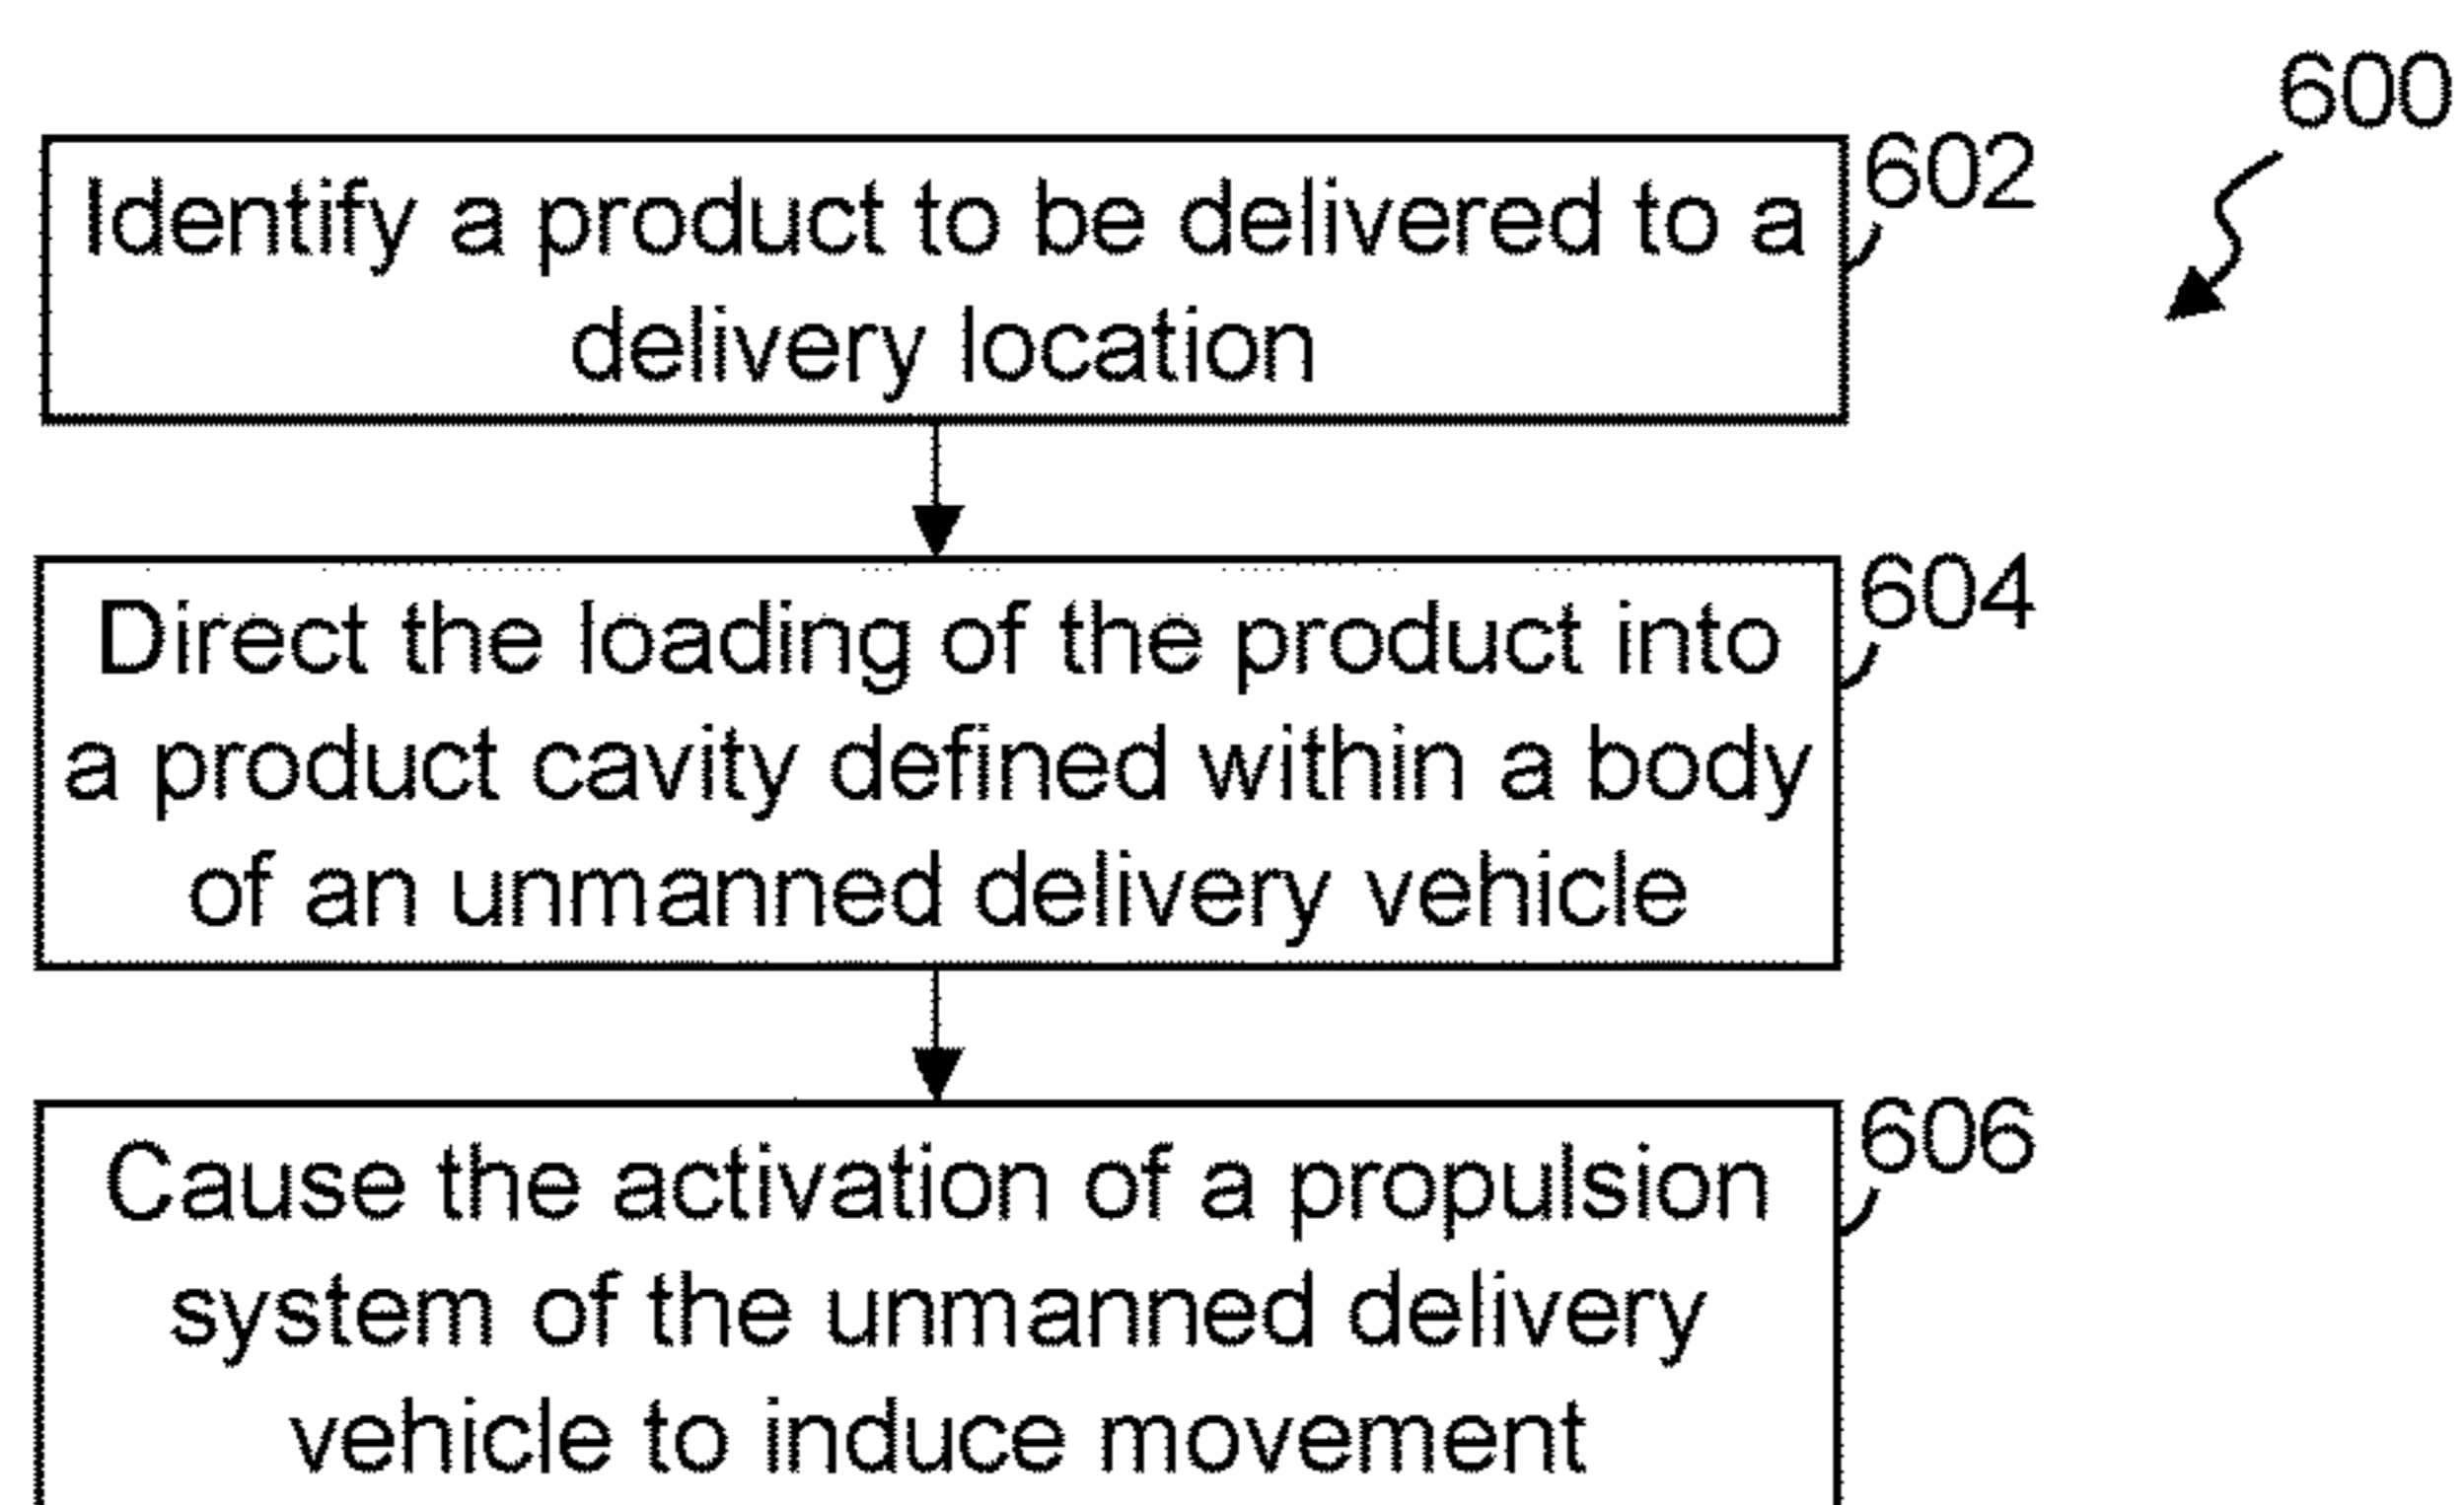 600
602
Identify a product to be delivered to a
delivery location
604
Direct the loading of the product into
a product cavity defined within a body
of an unmanned delivery vehicle
606
Cause the activation of a propulsion
system of the unmanned delivery
vehicle to induce movement